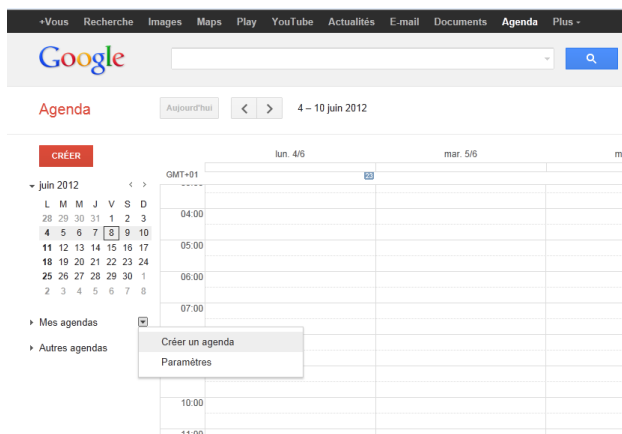 +Vous Recherche Images Maps Play YouTube Actualités E-mail Documents Agenda Plus
Google
Agenda
Aujourd'hui < > 4 – 10 juin 2012
CRÉER
lun. 4/6 mar. 5/6 m
GMT+01
23
juin 2012 < >
L M M J V S D
28 29 30 31 1 2 3
4 5 6 7 8 9 10
11 12 13 14 15 16 17
18 19 20 21 22 23 24
25 26 27 28 29 30 1
2 3 4 5 6 7 8
04:00
05:00
06:00
07:00
Mes agendas
Créer un agenda
Autres agendas
Paramètres
10:00
11:00